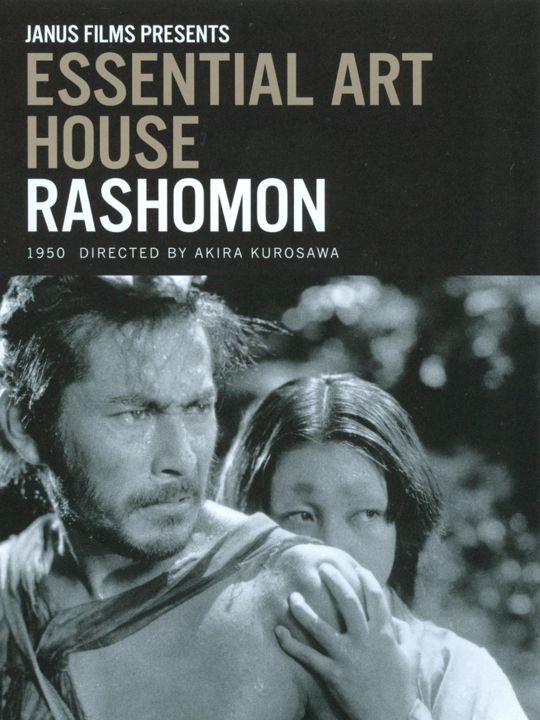 JANUS FILMS PRESENTS
ESSENTIAL ART
HOUSE
RASHOMON
1950 DIRECTED BY AKIRA KUROSAWA